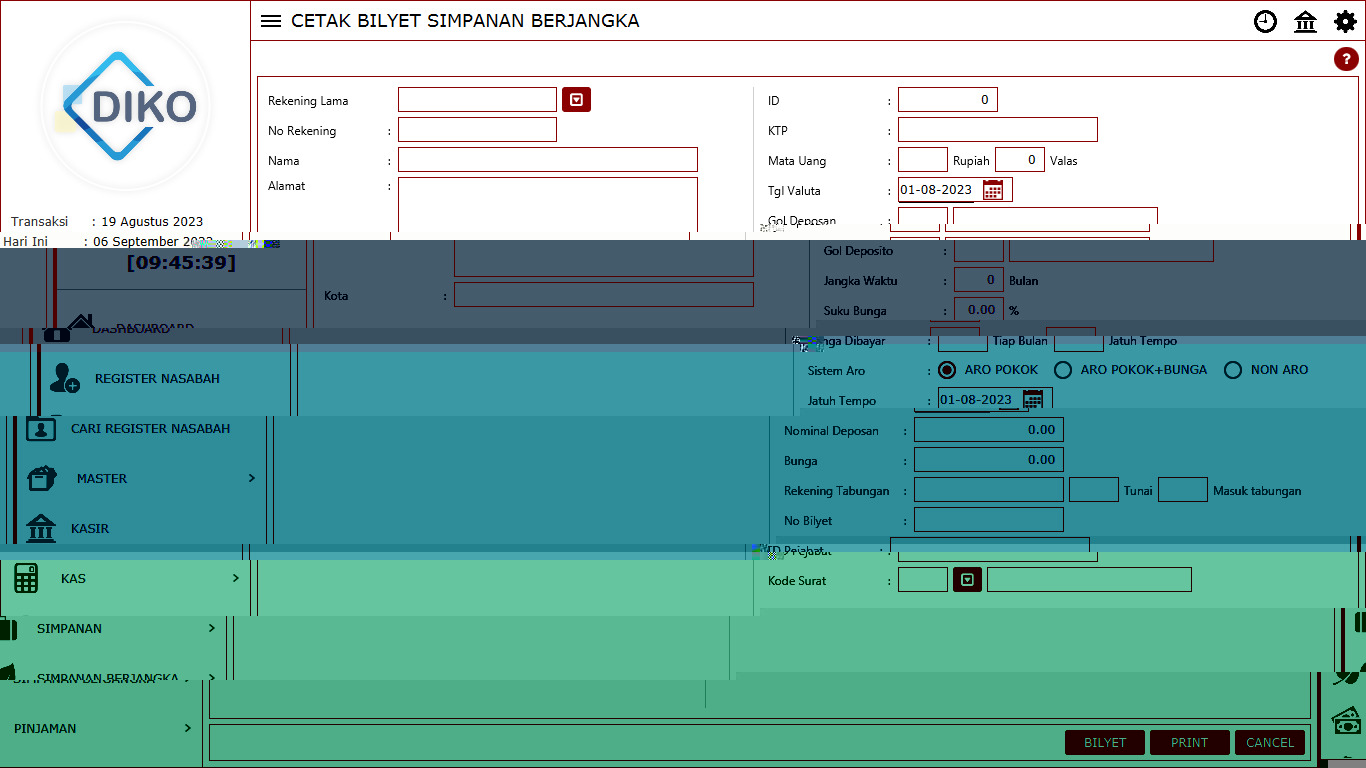 CETAK BILYET SIMPANAN BERJANGKA
?
DIKO
Transaksi : 19 Agustus 2023
Hari Ini : 06 September
[09:45:39]
DASHBOARD
REGISTER NASABAH
CARI REGISTER NASABAH
MASTER >
KASIR
KAS >
SIMPANAN >
SIMPANAN BERJANGKA
PINJAMAN >
Rekening Lama
No Rekening :
Nama :
Alamat :
Kota :
ID : 0
KTP :
Mata Uang : Rupiah 0 Valas
Tgl Valuta : 01-08-2023
Gol Deposan
Gol Deposito :
Jangka Waktu : 0 Bulan
Suku Bunga : 0.00 %
Dibayar : Tiap Bulan Jatuh Tempo
Sistem Aro : ARO POKOK ARO POKOK+BUNGA NON ARO
Jatuh Tempo : 01-08-2023
Nominal Deposan : 0.00
Bunga : 0.00
Rekening Tabungan : Tunai Masuk tabungan
No Bilyet :
Kode Surat :
BILYET PRINT CANCEL